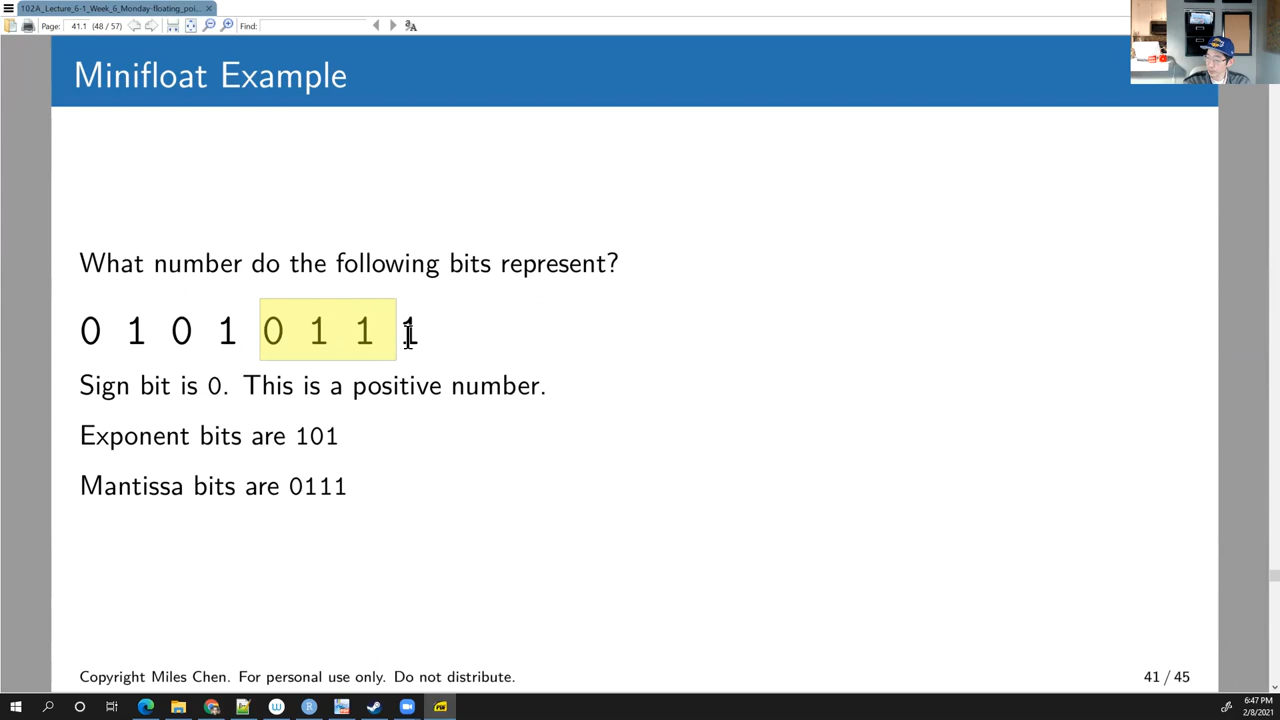 102A_Lecture_6-1_Week_6_Monday-floating_poi...
Page: 41.1 (48 / 57) Find:
Minifloat Example
What number do the following bits represent?
0 1 0 1 0 1 1 1
Sign bit is 0. This is a positive number.
Exponent bits are 101
Mantissa bits are 0111
Copyright Miles Chen. For personal use only. Do not distribute.
41 / 45
6:47 PM
2/8/2021